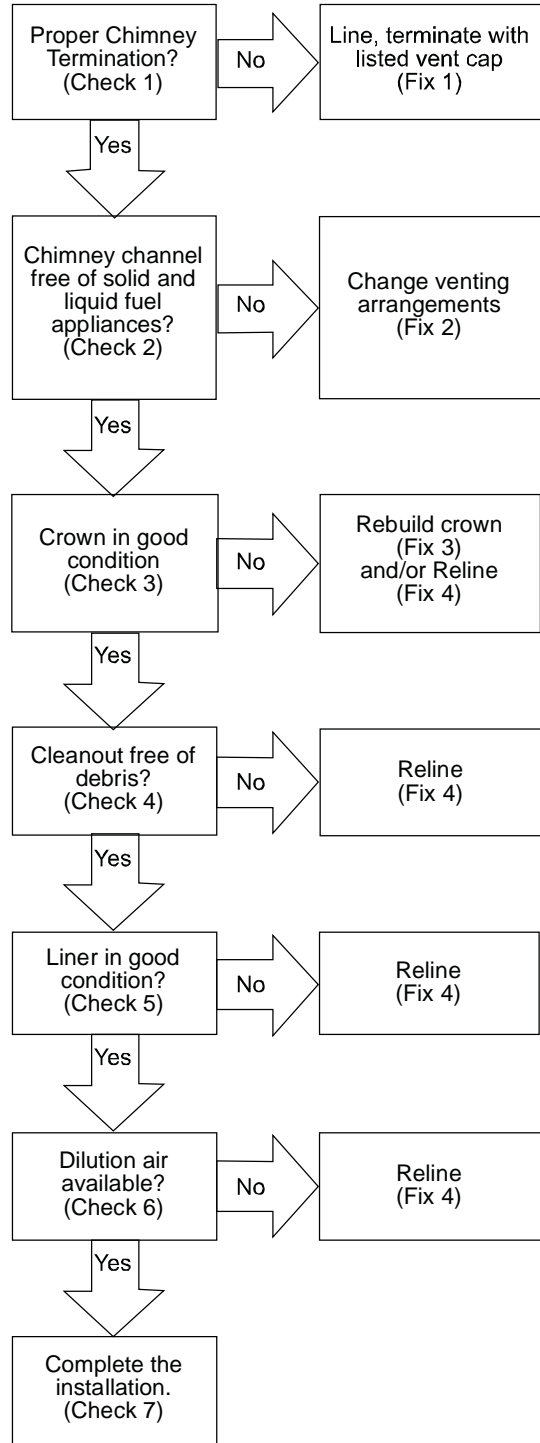 Proper Chimney
Termination?
(Check 1)
No
Line, terminate with
listed vent cap
(Fix 1)
Yes
Chimney channel
free of solid and
liquid fuel
appliances?
(Check 2)
No
Change venting
arrangements
(Fix 2)
Yes
Crown in good
condition
(Check 3)
No
Rebuild crown
(Fix 3)
and/or Reline
(Fix 4)
Yes
Cleanout free of
debris?
(Check 4)
No
Reline
(Fix 4)
Yes
Liner in good
condition?
(Check 5)
No
Reline
(Fix 4)
Yes
Dilution air
available?
(Check 6)
No
Reline
(Fix 4)
Yes
Complete the
installation.
(Check 7)